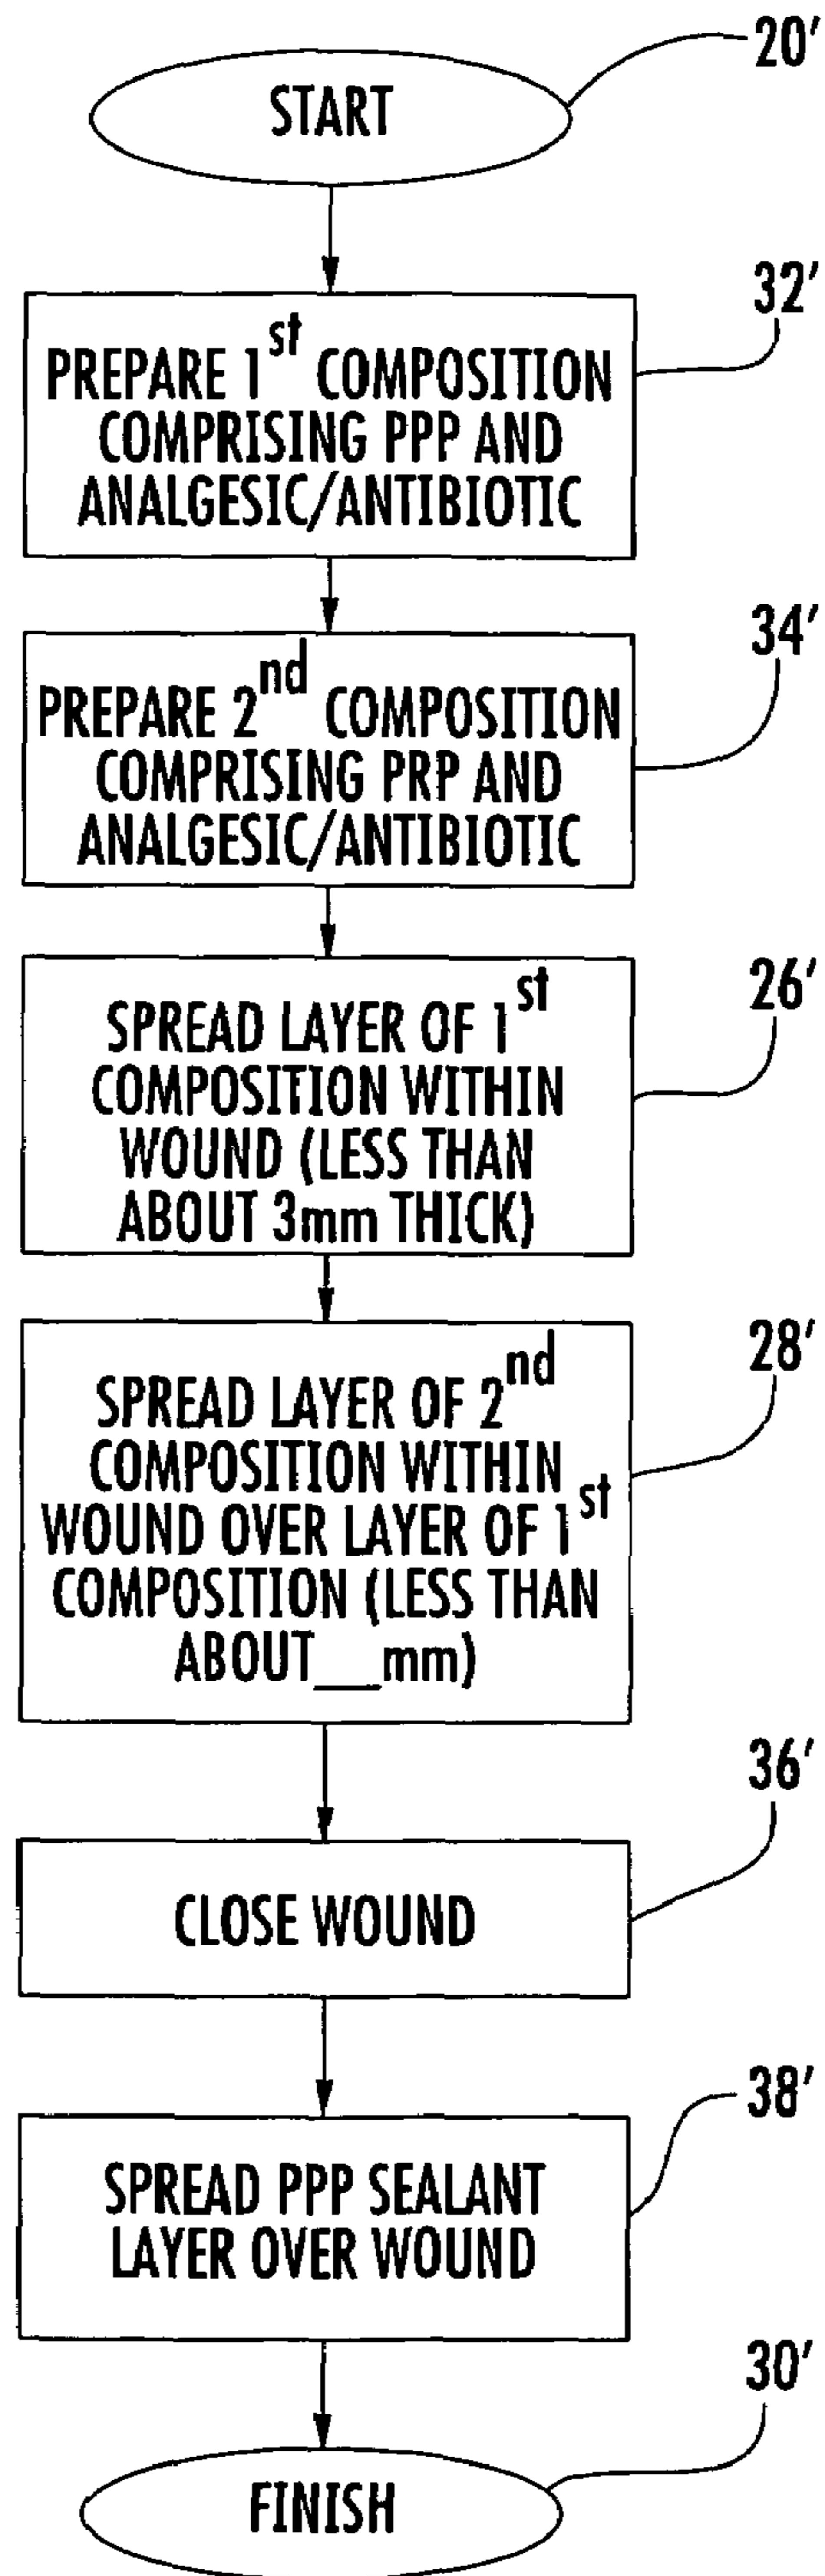 20'
START
32'
PREPARE 1st COMPOSITION
COMPRISING PPP AND
ANALGESIC/ANTIBIOTIC
34'
PREPARE 2nd COMPOSITION
COMPRISING PRP AND
ANALGESIC/ANTIBIOTIC
26'
SPREAD LAYER OF 1st
COMPOSITION WITHIN
WOUND (LESS THAN
ABOUT 3mm THICK)
28'
SPREAD LAYER OF 2nd
COMPOSITION WITHIN
WOUND OVER LAYER OF 1st
COMPOSITION (LESS THAN
ABOUT___mm)
36'
CLOSE WOUND
38'
SPREAD PPP SEALANT
LAYER OVER WOUND
30'
FINISH